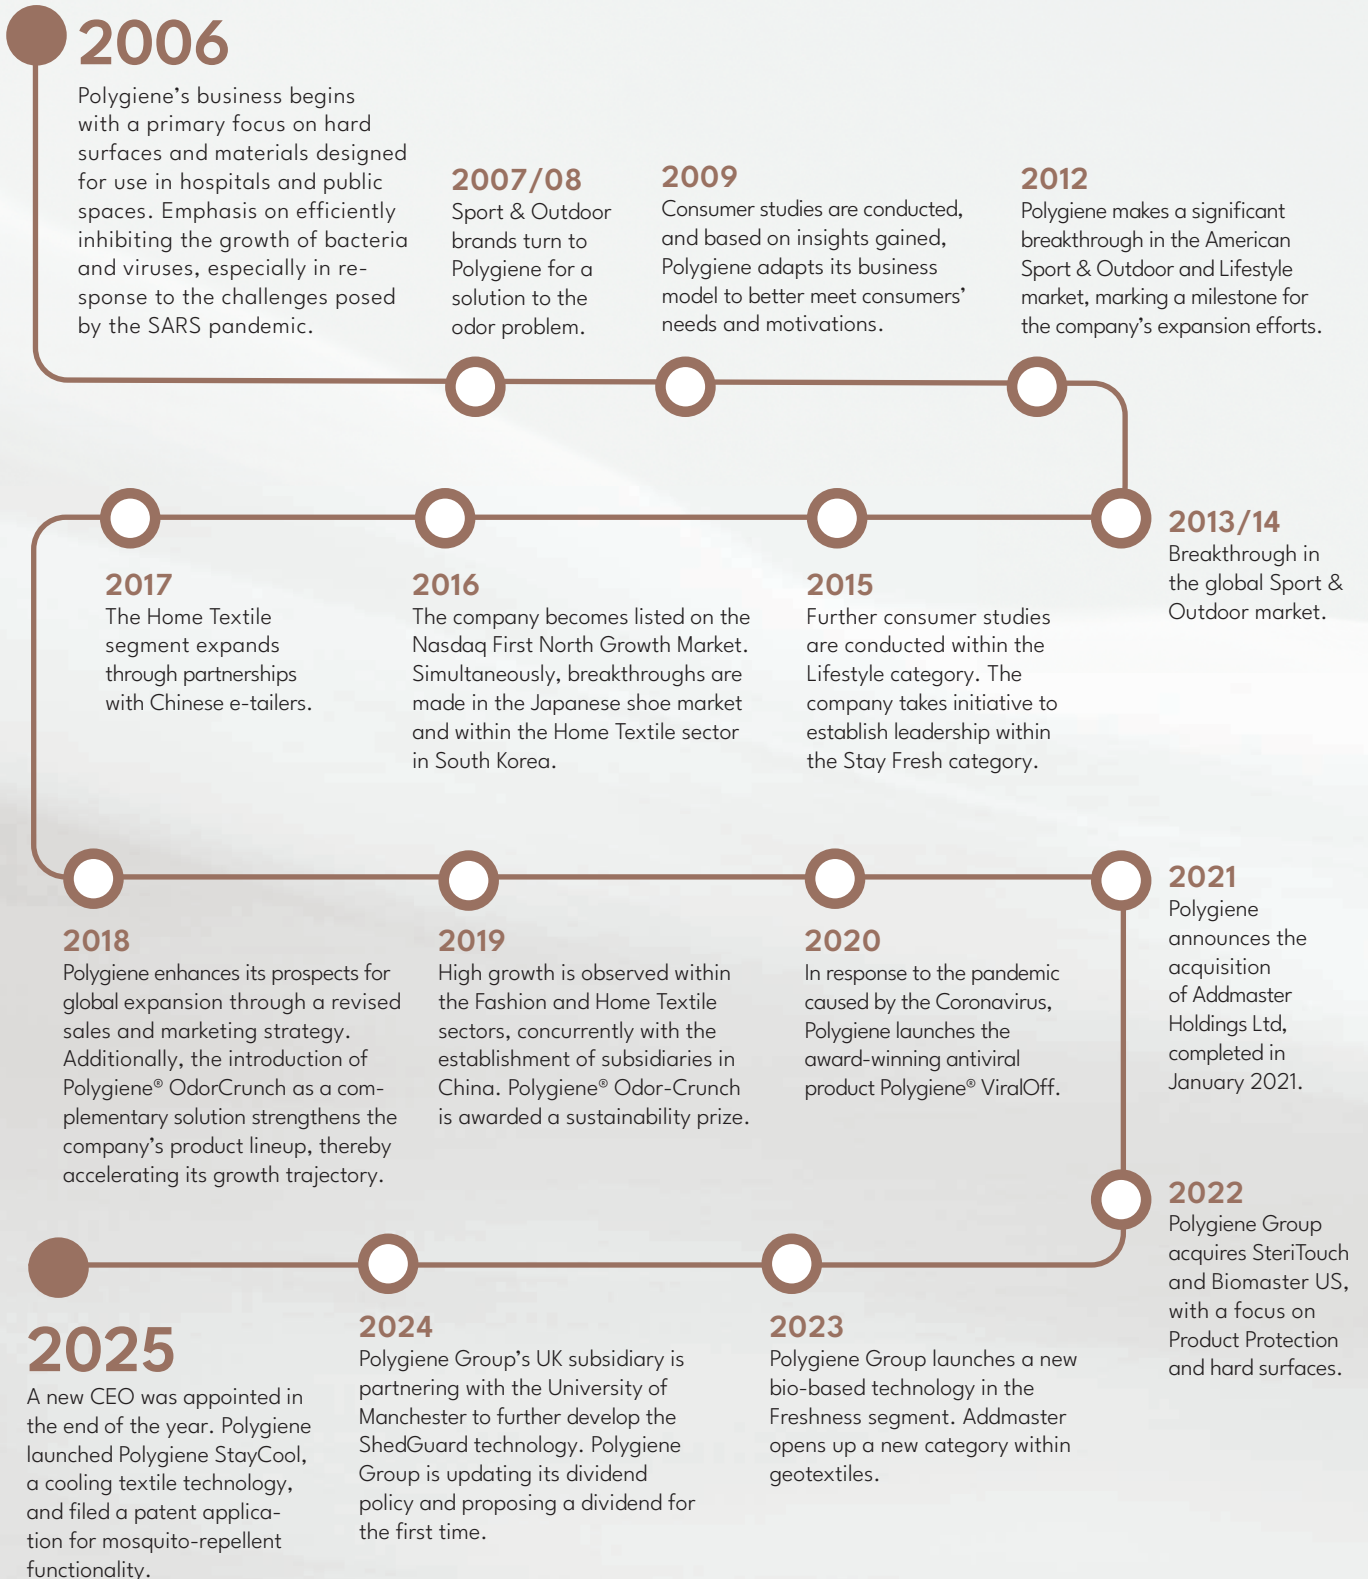 2006
Polygiene’s business begins
with a primary focus on hard
surfaces and materials designed
for use in hospitals and public
spaces. Emphasis on efficiently
inhibiting the growth of bacteria
and viruses, especially in re-
sponse to the challenges posed
by the SARS pandemic.
2007/08
Sport & Outdoor
brands turn to
Polygiene for a
solution to the
odor problem.
2009
Consumer studies are conducted,
and based on insights gained,
Polygiene adapts its business
model to better meet consumers’
needs and motivations.
2012
Polygiene makes a significant
breakthrough in the American
Sport & Outdoor and Lifestyle
market, marking a milestone for
the company’s expansion efforts.
2013/14
Breakthrough in
the global Sport &
Outdoor market.
2015
Further consumer studies
are conducted within the
Lifestyle category. The
company takes initiative to
establish leadership within
the Stay Fresh category.
2016
The company becomes listed on the
Nasdaq First North Growth Market.
Simultaneously, breakthroughs are
made in the Japanese shoe market
and within the Home Textile sector
in South Korea.
2017
The Home Textile
segment expands
through partnerships
with Chinese e-tailers.
2018
Polygiene enhances its prospects for
global expansion through a revised
sales and marketing strategy.
Additionally, the introduction of
Polygiene® OdorCrunch as a com-
plementary solution strengthens the
company’s product lineup, thereby
accelerating its growth trajectory.
2019
High growth is observed within
the Fashion and Home Textile
sectors, concurrently with the
establishment of subsidiaries in
China. Polygiene® Odor-Crunch
is awarded a sustainability prize.
2020
In response to the pandemic
caused by the Coronavirus,
Polygiene launches the
award-winning antiviral
product Polygiene® ViralOff.
2021
Polygiene
announces the
acquisition
of Addmaster
Holdings Ltd,
completed in
January 2021.
2022
Polygiene Group
acquires SteriTouch
and Biomaster US,
with a focus on
Product Protection
and hard surfaces.
2023
Polygiene Group launches a new
bio-based technology in the
Freshness segment. Addmaster
opens up a new category within
geotextiles.
2024
Polygiene Group’s UK subsidiary is
partnering with the University of
Manchester to further develop the
ShedGuard technology. Polygiene
Group is updating its dividend
policy and proposing a dividend for
the first time.
2025
A new CEO was appointed in
the end of the year. Polygiene
launched Polygiene StayCool,
a cooling textile technology,
and filed a patent applica-
tion for mosquito-repellent
functionality.